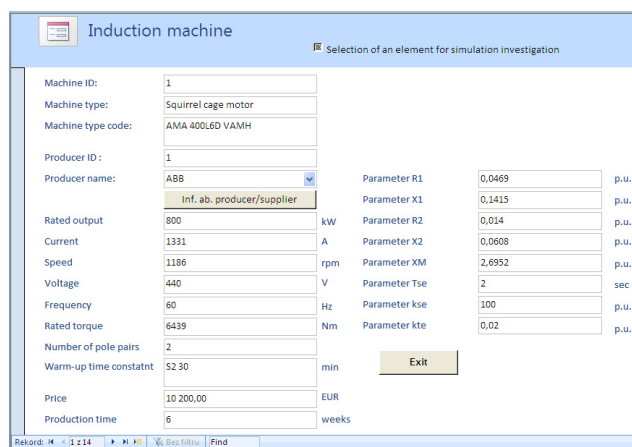 Induction machine
Selection of an element for simulation investigation
Machine ID: 1
Machine type: Squirrel cage motor
Machine type code: AMA 400L6D VAMH
Producer ID : 1
Producer name: ABB Parameter R1 0,0469 p.u.
Inf. ab. producer/supplier Parameter X1 0,1415 p.u.
Rated output 800 kW Parameter R2 0,014 p.u.
Current 1331 A Parameter X2 0,0608 p.u.
Speed 1186 rpm Parameter XM 2,6952 p.u.
Voltage 440 V Parameter Tse 2 sec
Frequency 60 Hz Parameter kse 100 p.u.
Rated torque 6439 Nm Parameter kte 0,02 p.u.
Number of pole pairs 2
Warm-up time constatnt S2 30 min Exit
Price 10 200,00 EUR
Production time 6 weeks
Rekord: 1 z 14 Bez filtru Find